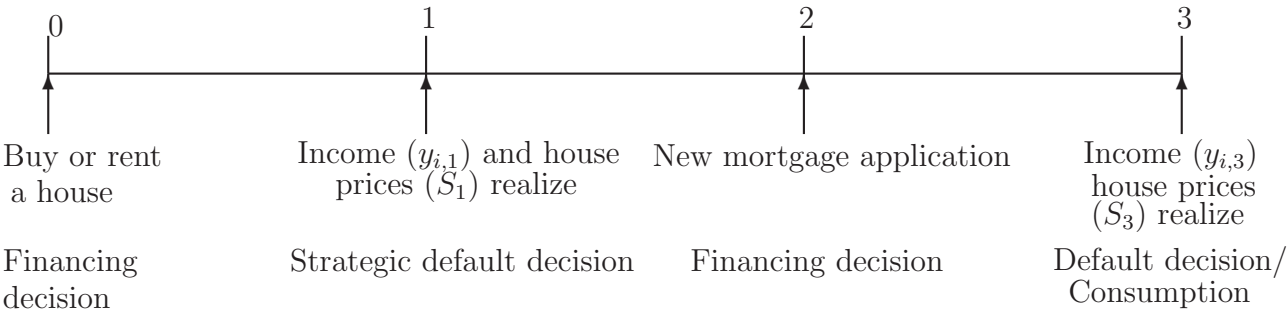 0
1
2
3
Buy or rent
a house
Income (y_{i,1}) and house
prices (S_1) realize
New mortgage application
Income (y_{i,3})
house prices
(S_3) realize
Financing
decision
Strategic default decision
Financing decision
Default decision/
Consumption